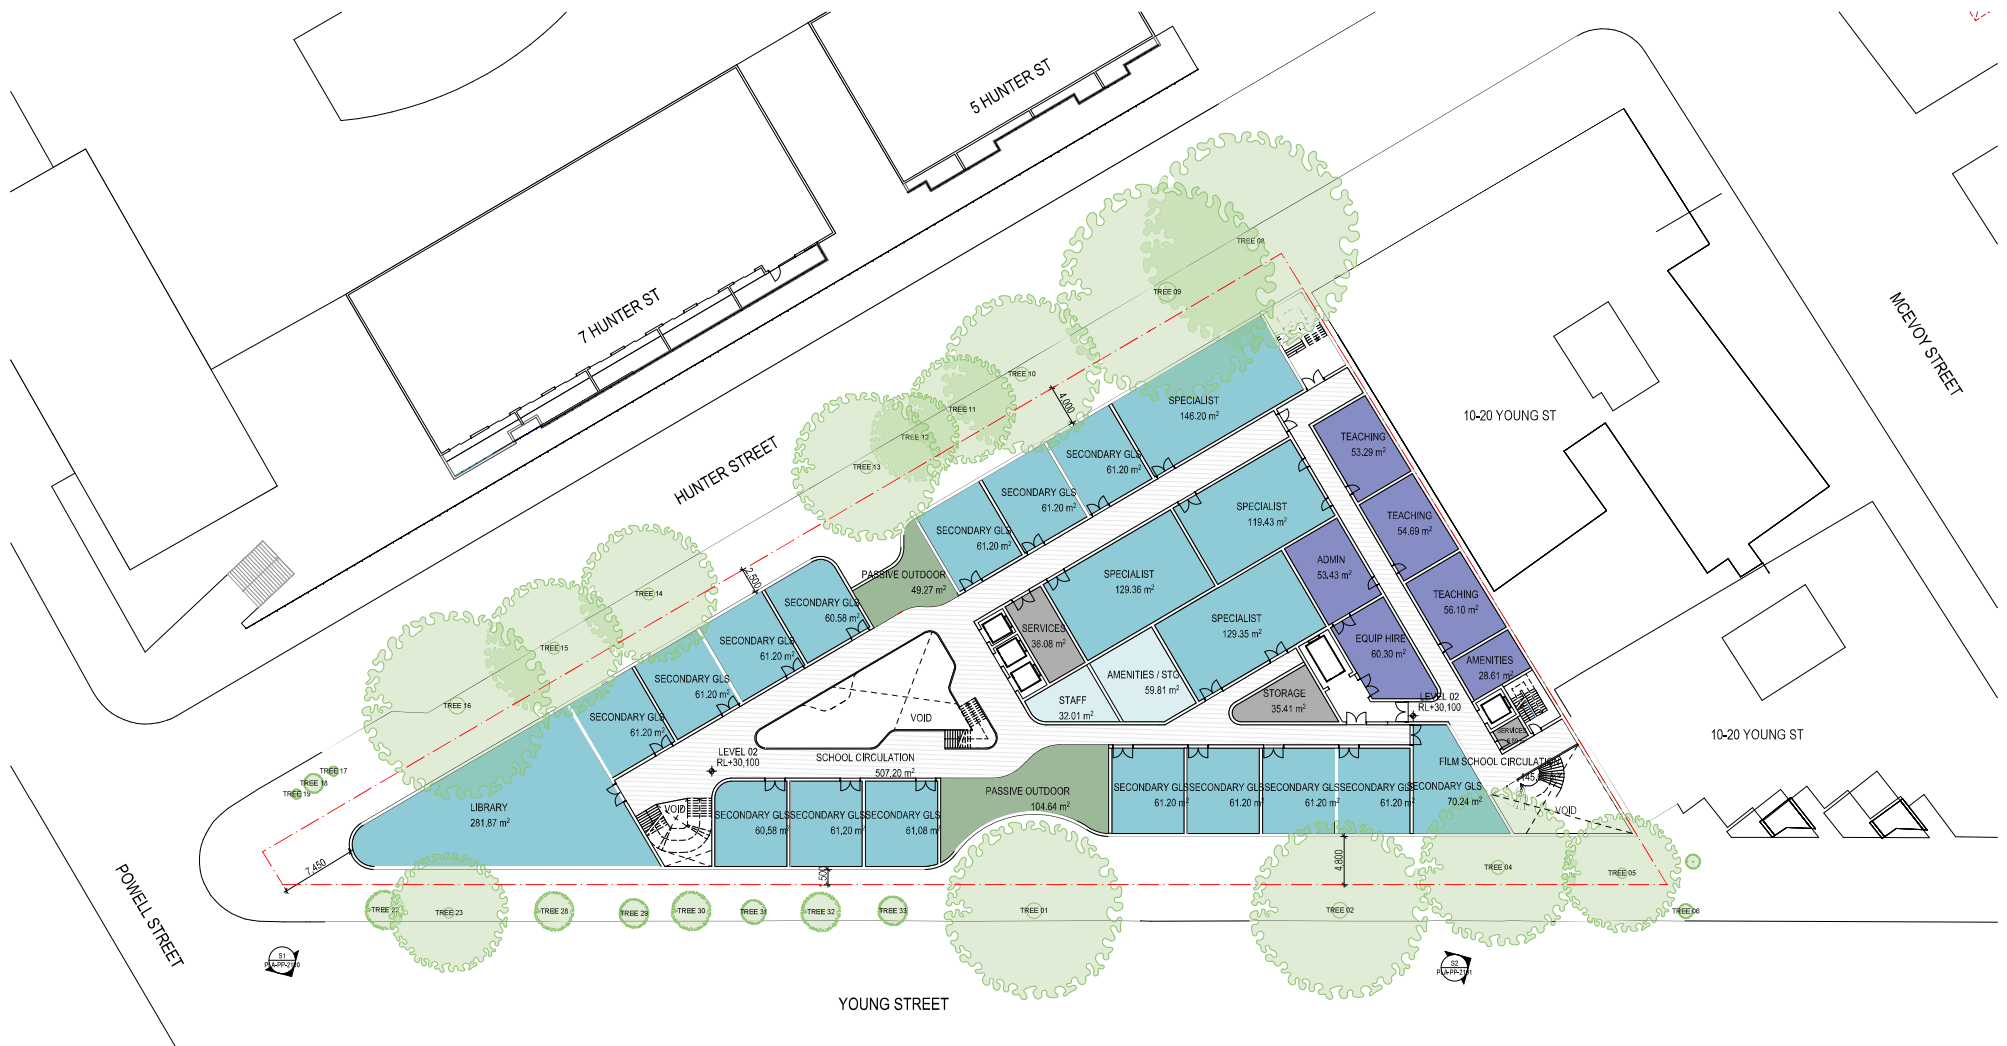 5 HUNTER ST
7 HUNTER ST
HUNTER STREET
MCEVOY STREET
10-20 YOUNG ST
10-20 YOUNG ST
POWELL STREET
YOUNG STREET
TREE 08
TREE 09
TREE 10
TREE 11
TREE 12
TREE 13
TREE 14
TREE 15
TREE 16
TREE 17
TREE 18
TREE 19
4,000
2,500
SPECIALIST
146.20 m²
SECONDARY GLS
61.20 m²
SECONDARY GLS
61.20 m²
SECONDARY GLS
61.20 m²
PASSIVE OUTDOOR
49.27 m²
SECONDARY GLS
60.58 m²
SECONDARY GLS
61.20 m²
SECONDARY GLS
61.20 m²
SECONDARY GLS
61.20 m²
LIBRARY
281.87 m²
TEACHING
53.29 m²
TEACHING
54.69 m²
TEACHING
56.10 m²
AMENITIES
28.61 m²
SPECIALIST
119.43 m²
SPECIALIST
129.36 m²
SPECIALIST
129.35 m²
ADMIN
53.43 m²
EQUIP HIRE
60.30 m²
SERVICES
36.08 m²
AMENITIES / STG
59.81 m²
STAFF
32.01 m²
STORAGE
35.41 m²
LEVEL 02
RL+30,100
SERVICES
VOID
LEVEL 02
RL+30,100
SCHOOL CIRCULATION
507.20 m²
FILM SCHOOL CIRCULATION
VOID
VOID
PASSIVE OUTDOOR
104.64 m²
SECONDARY GLS
60.58 m²
SECONDARY GLS
61.20 m²
SECONDARY GLS
61.08 m²
SECONDARY GLS
61.20 m²
SECONDARY GLS
61.20 m²
SECONDARY GLS
61.20 m²
SECONDARY GLS
61.20 m²
SECONDARY GLS
70.24 m²
7,450
4,800
TREE 22
TREE 23
TREE 28
TREE 29
TREE 30
TREE 31
TREE 32
TREE 33
TREE 01
TREE 02
TREE 04
TREE 05
TREE 06
S1
S2